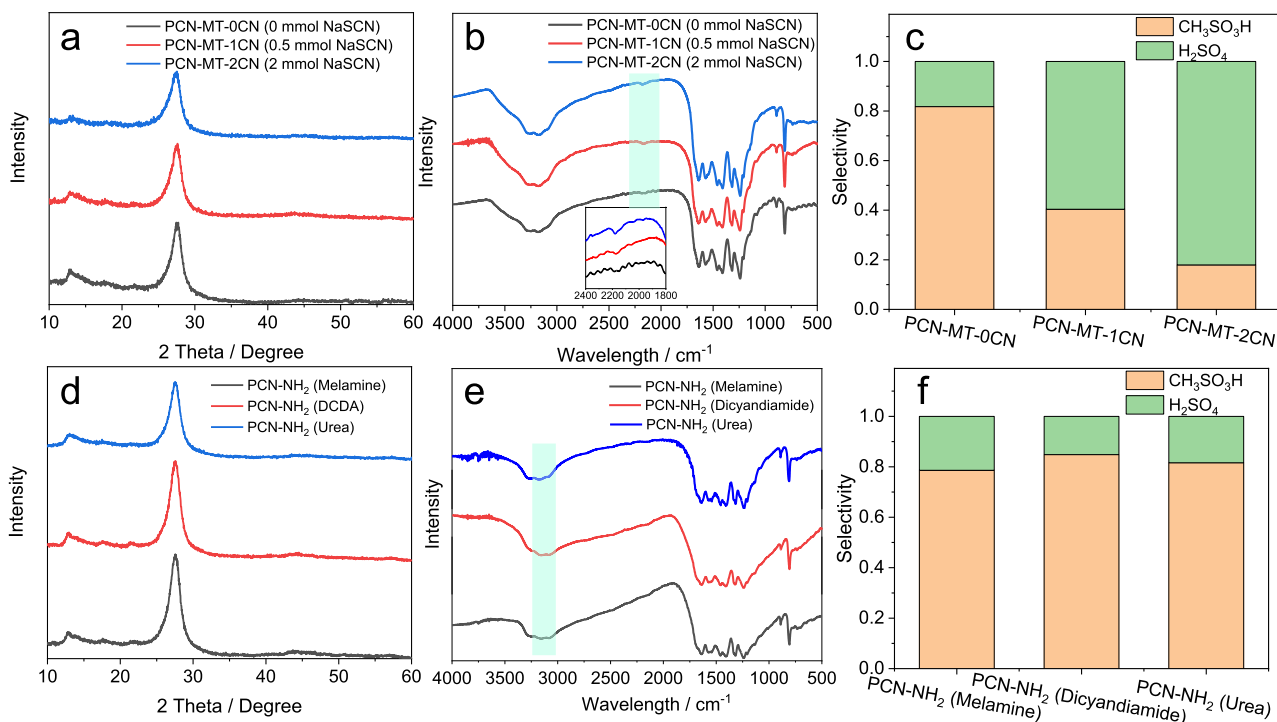 a
PCN-MT-0CN (0 mmol NaSCN)
PCN-MT-1CN (0.5 mmol NaSCN)
PCN-MT-2CN (2 mmol NaSCN)
Intensity
10 20 30 40 50 60
2 Theta / Degree
b
PCN-MT-0CN (0 mmol NaSCN)
PCN-MT-1CN (0.5 mmol NaSCN)
PCN-MT-2CN (2 mmol NaSCN)
Intensity
2400 2200 2000 1800
4000 3500 3000 2500 2000 1500 1000 500
Wavelength / cm⁻¹
c
CH₃SO₃H
H₂SO₄
Selectivity
1.0
0.8
0.6
0.4
0.2
0.0
PCN-MT-0CN
PCN-MT-1CN
PCN-MT-2CN
d
PCN-NH₂ (Melamine)
PCN-NH₂ (DCDA)
PCN-NH₂ (Urea)
Intensity
10 20 30 40 50 60
2 Theta / Degree
e
PCN-NH₂ (Melamine)
PCN-NH₂ (Dicyandiamide)
PCN-NH₂ (Urea)
Intensity
4000 3500 3000 2500 2000 1500 1000 500
Wavelength / cm⁻¹
f
CH₃SO₃H
H₂SO₄
Selectivity
1.0
0.8
0.6
0.4
0.2
0.0
PCN-NH₂ (Melamine)
PCN-NH₂ (Dicyandiamide)
PCN-NH₂ (Urea)